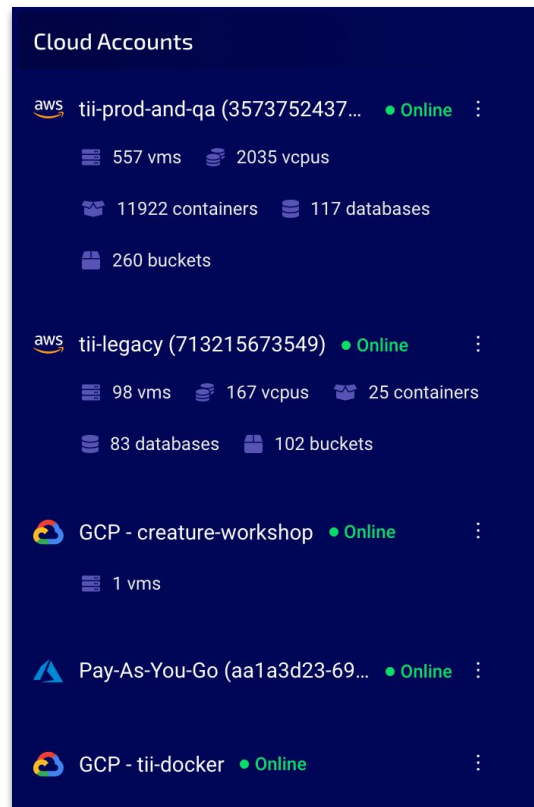 Cloud Accounts
aws tii-prod-and-qa (3573752437... Online
557 vms 2035 vcpus
11922 containers 117 databases
260 buckets
aws tii-legacy (713215673549) Online
98 vms 167 vcpus 25 containers
83 databases 102 buckets
GCP - creature-workshop Online
1 vms
Pay-As-You-Go (aa1a3d23-69... Online
GCP - tii-docker Online